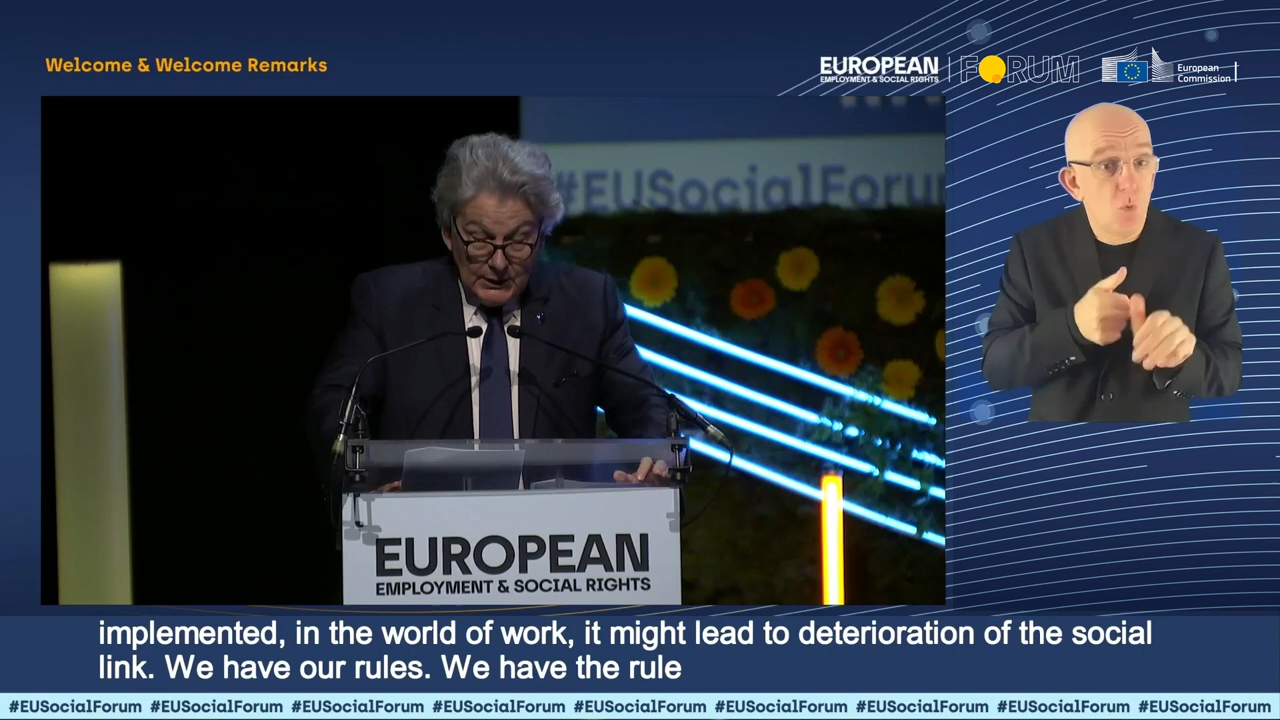 Welcome & Welcome Remarks
EUROPEAN
EMPLOYMENT & SOCIAL RIGHTS
FORUM
European
Commission
#EUSocialForu
EUROPEAN
EMPLOYMENT & SOCIAL RIGHTS
implemented, in the world of work, it might lead to deterioration of the social
link. We have our rules. We have the rule
#EUSocialForum #EUSocialForum #EUSocialForum #EUSocialForum #EUSocialForum #EUSocialForum #EUSocialForum #EUSocialForum #EUSocialForum